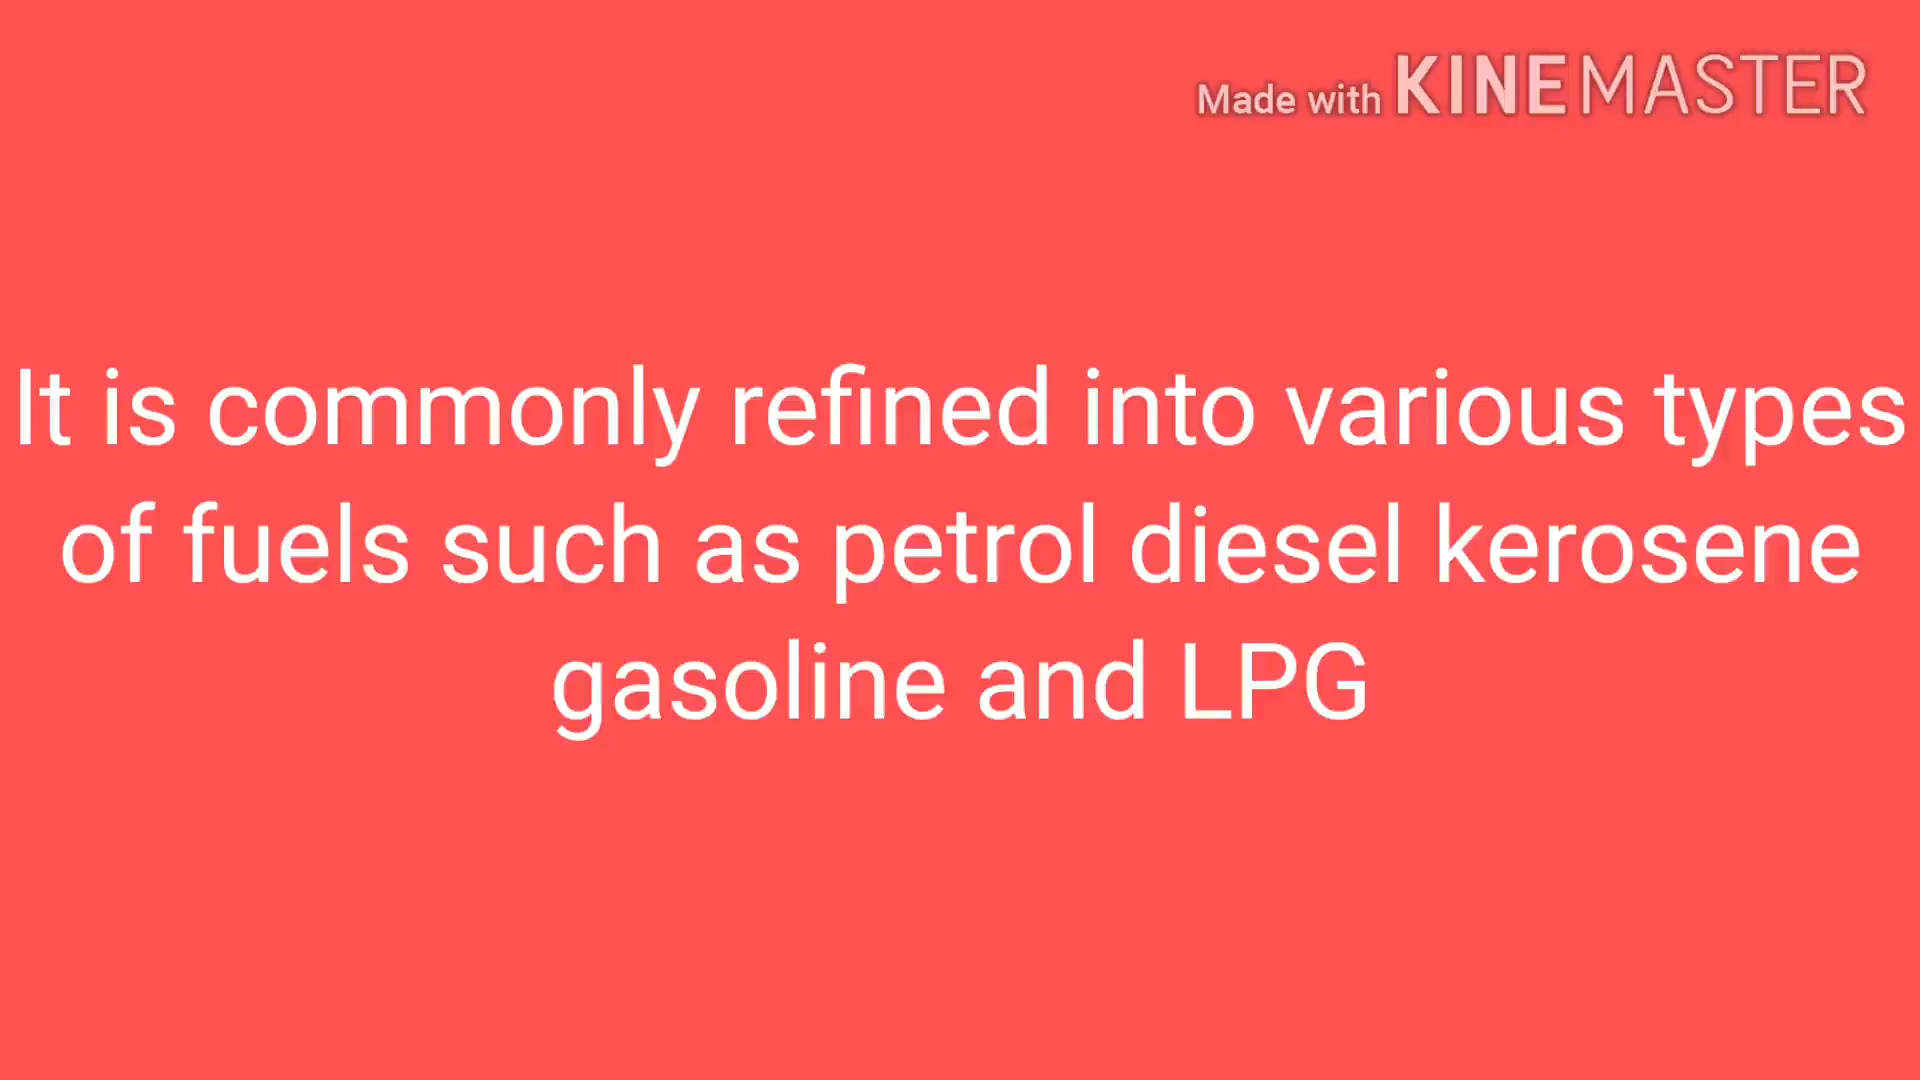 Made with KINEMASTER
It is commonly refined into various types
of fuels such as petrol diesel kerosene
gasoline and LPG